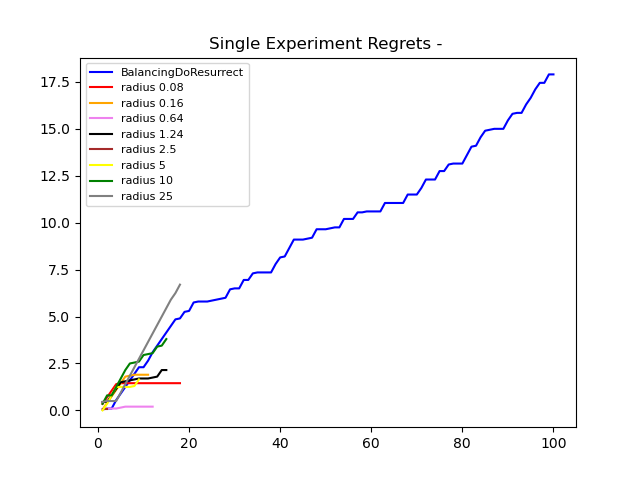 Single Experiment Regrets -
BalancingDoResurrect
radius 0.08
radius 0.16
radius 0.64
radius 1.24
radius 2.5
radius 5
radius 10
radius 25
17.5
15.0
12.5
10.0
7.5
5.0
2.5
0.0
0 20 40 60 80 100